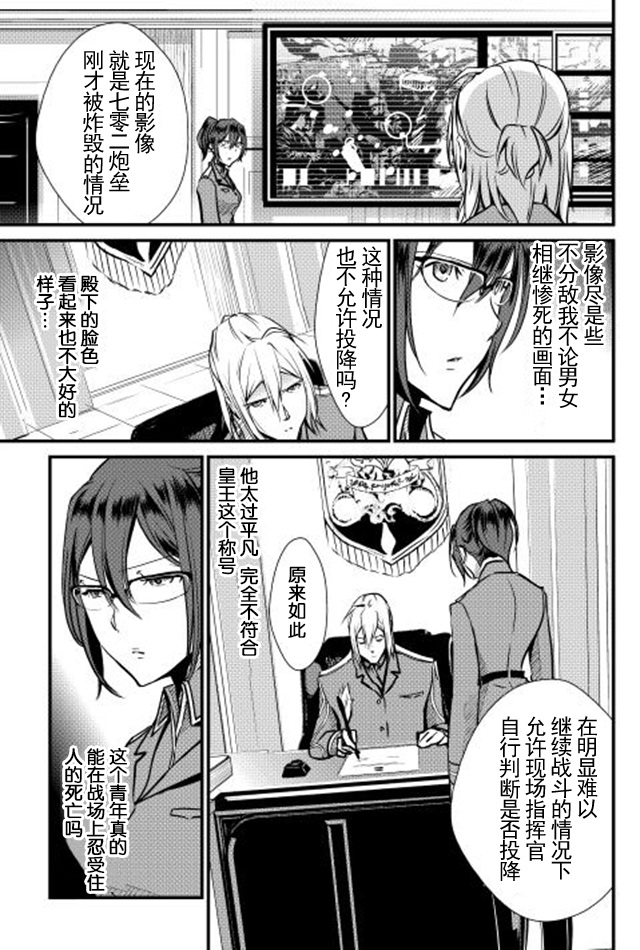 现在的影像
就是七零二炮垒
刚才被炸毁的情况
影像尽是些
不分敌我不论男女
相继惨死的画面…
这种情况
也不允许投降吗？
殿下的脸色
看起来也不大好的
样子…
在明显难以
继续战斗的情况下
允许现场指挥官
自行判断是否投降
原来如此
他太过平凡 完全不符合
皇王这个称号
这个青年真的
能在战场上忍受住
人的死亡吗